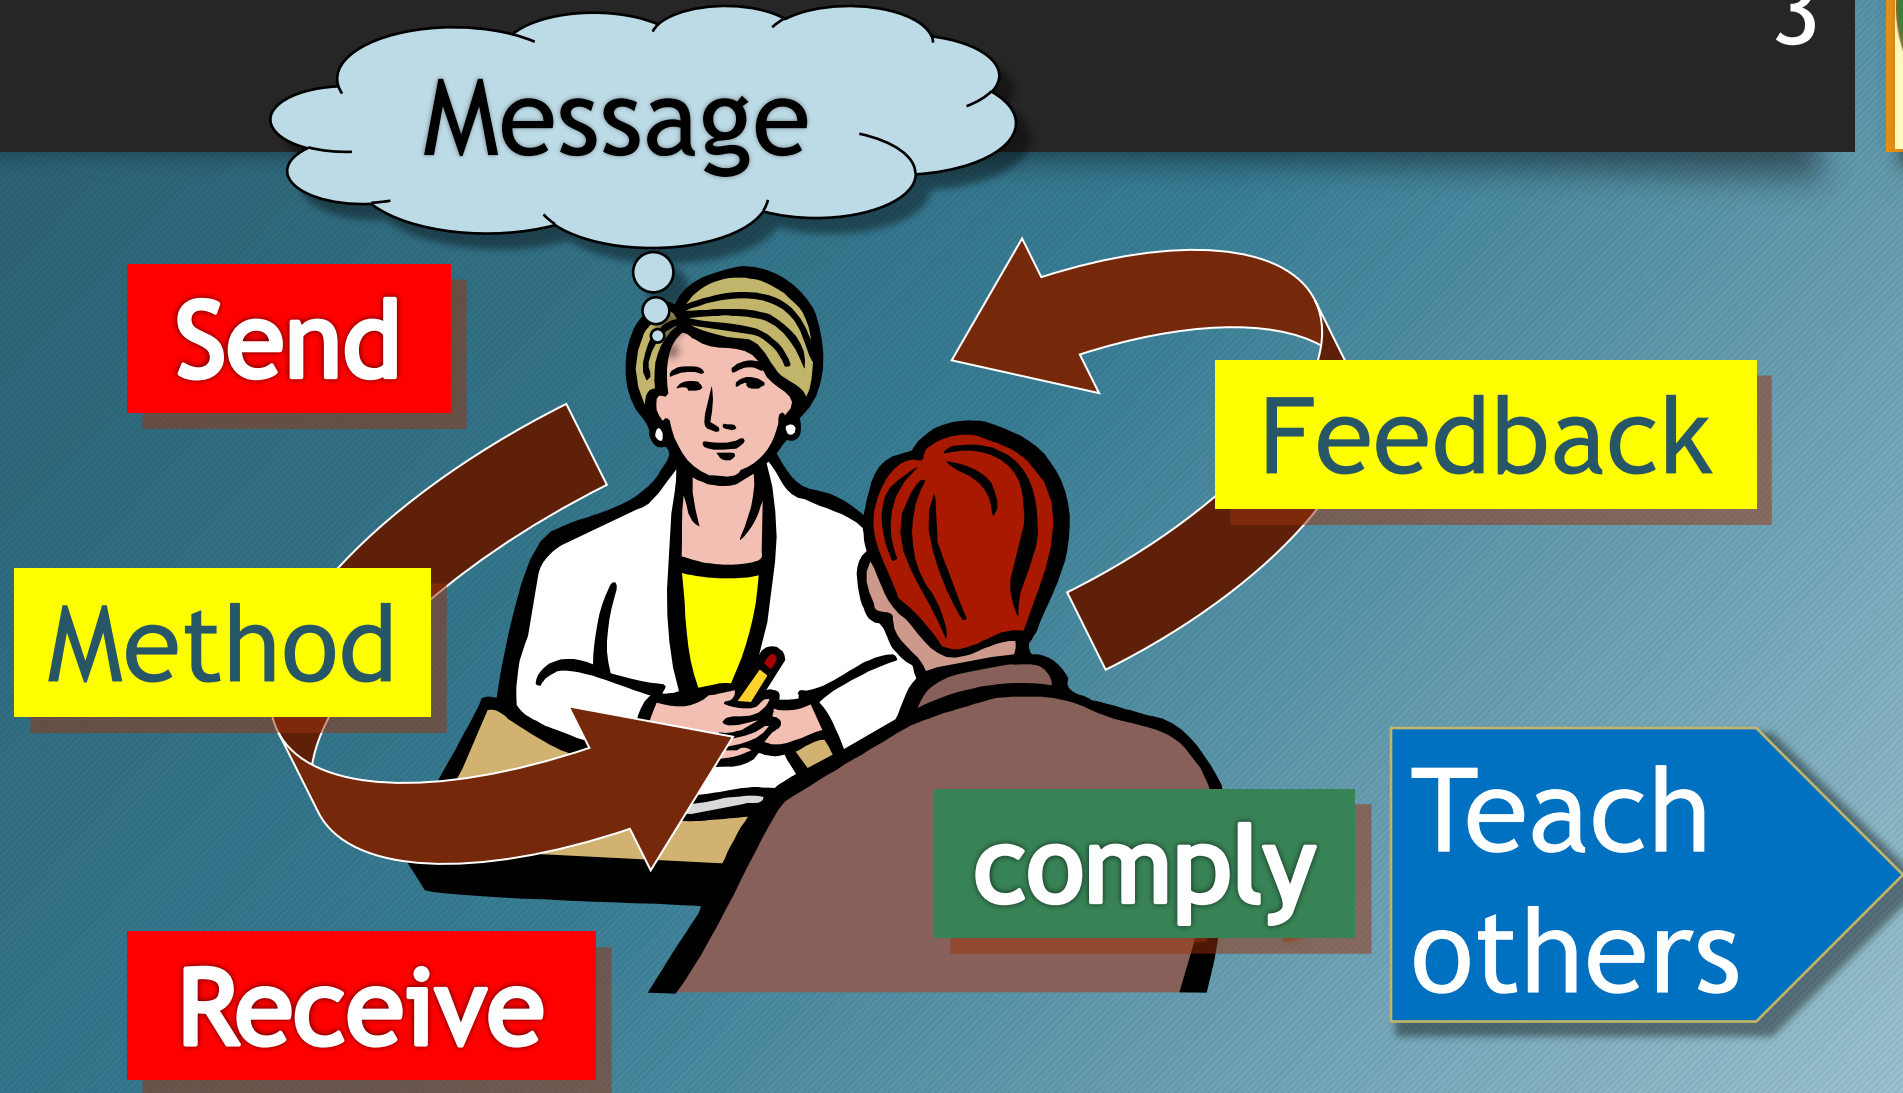 3
Message
Send
Feedback
Method
Teach
others
comply
Receive